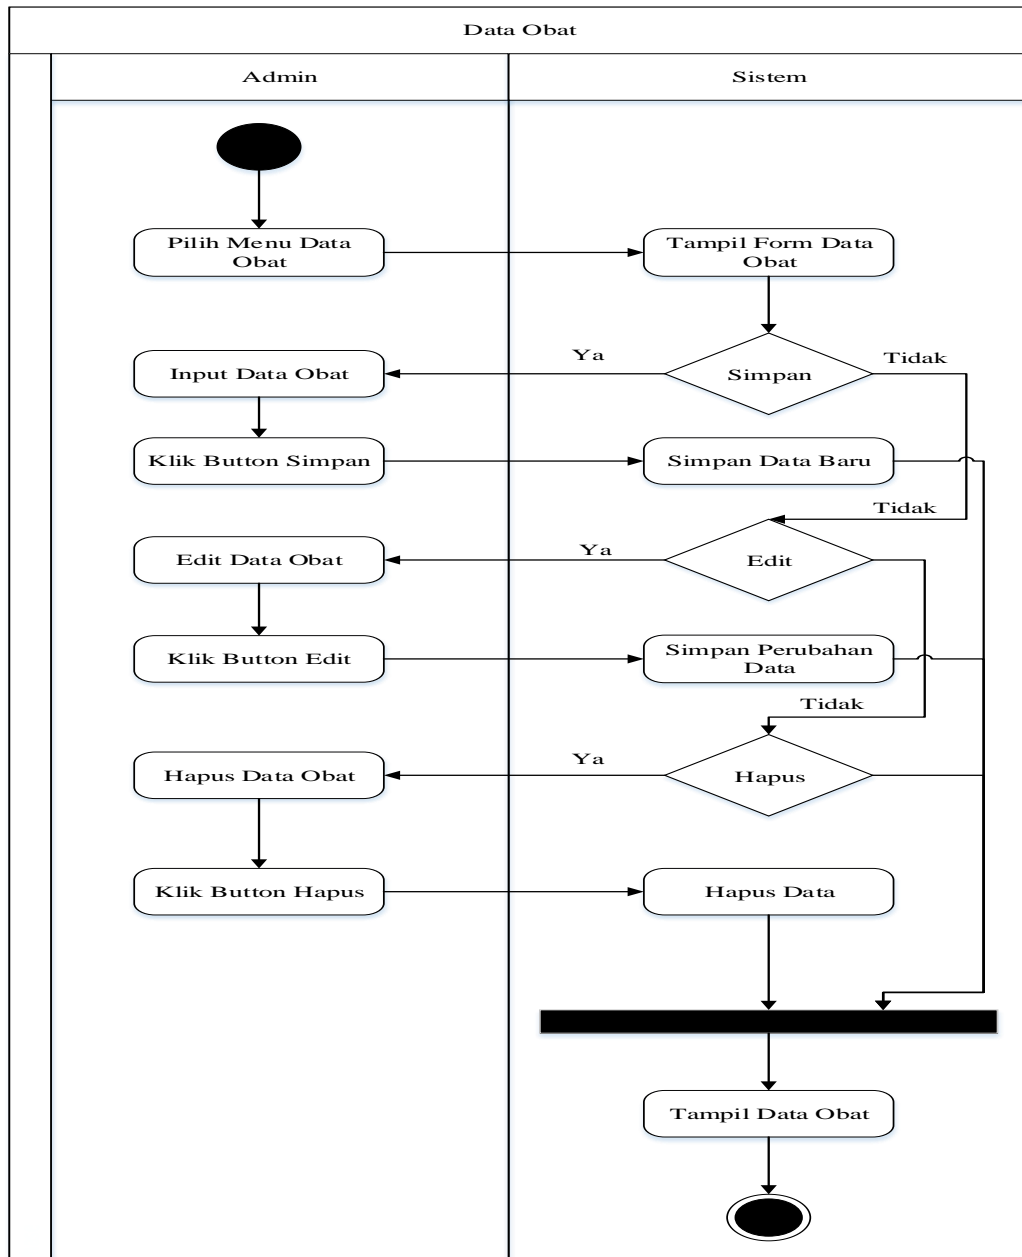 Data Obat
Admin
Sistem
Pilih Menu Data
Obat
Tampil Form Data
Obat
Ya
Tidak
Input Data Obat
Simpan
Klik Button Simpan
Simpan Data Baru
Tidak
Ya
Edit Data Obat
Edit
Klik Button Edit
Simpan Perubahan
Data
Tidak
Ya
Hapus Data Obat
Hapus
Klik Button Hapus
Hapus Data
Tampil Data Obat